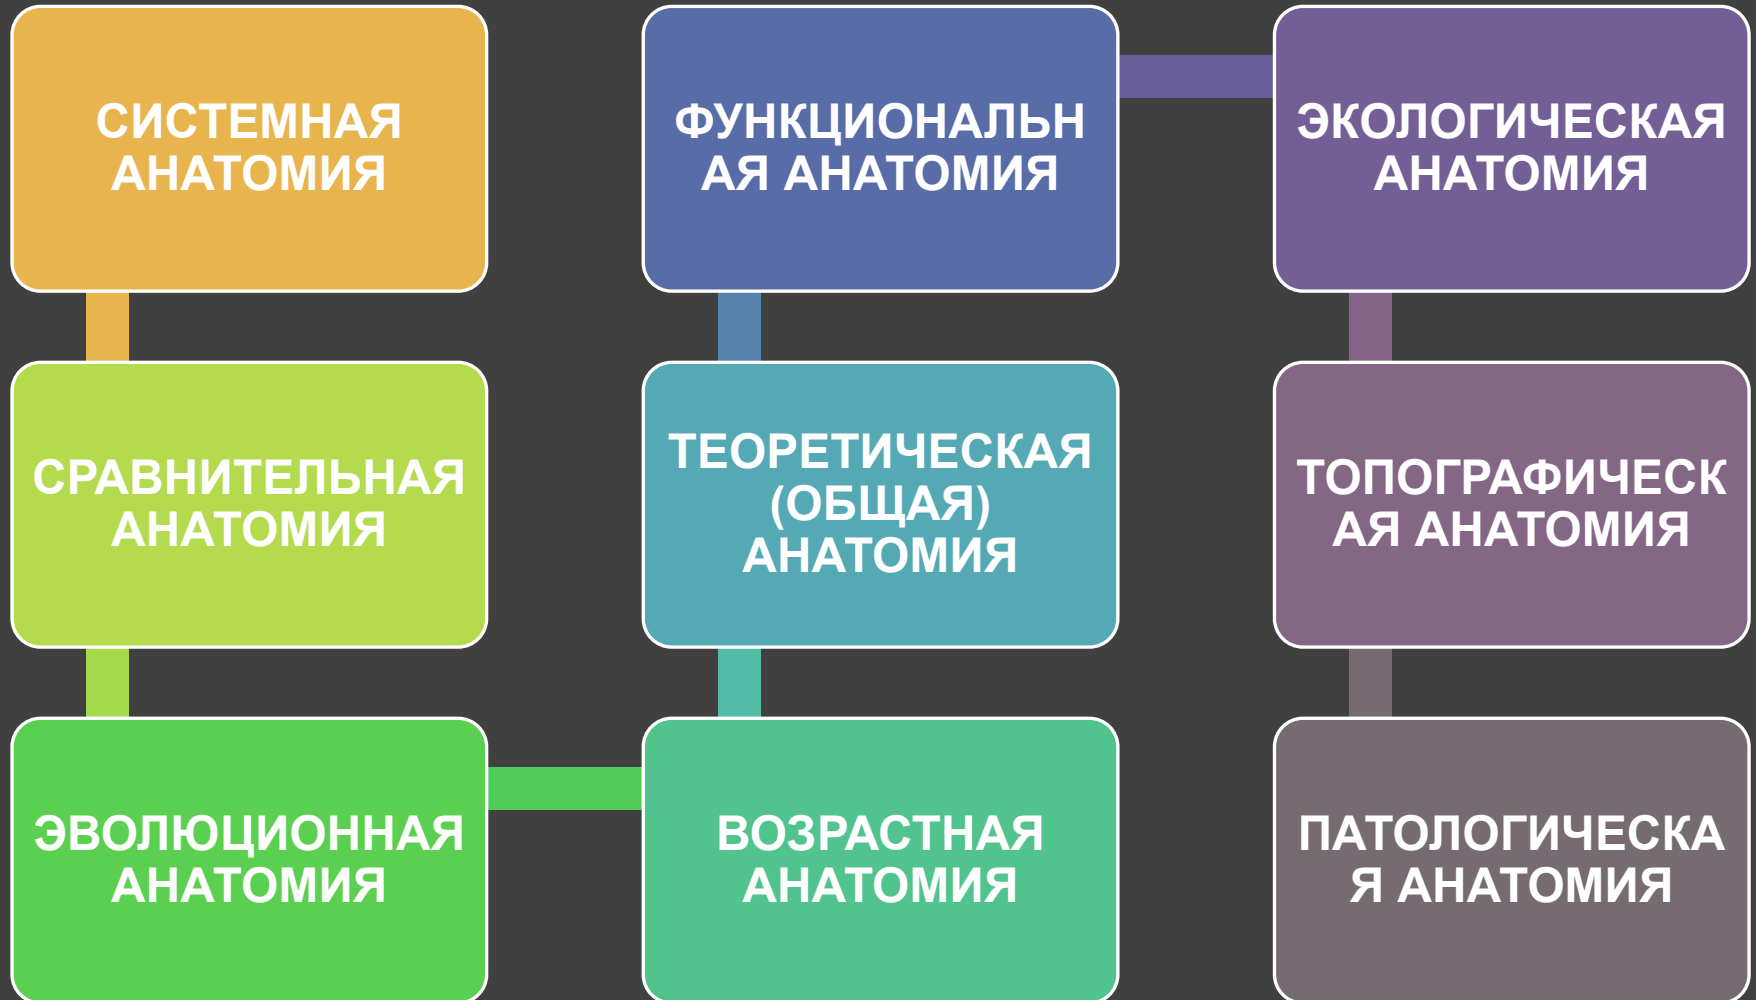 СИСТЕМНАЯ
АНАТОМИЯ
СРАВНИТЕЛЬНАЯ
АНАТОМИЯ
ЭВОЛЮЦИОННАЯ
АНАТОМИЯ
ВОЗРАСТНАЯ
АНАТОМИЯ
ТЕОРЕТИЧЕСКАЯ
(ОБЩАЯ)
АНАТОМИЯ
ФУНКЦИОНАЛЬН
АЯ АНАТОМИЯ
ЭКОЛОГИЧЕСКАЯ
АНАТОМИЯ
ТОПОГРАФИЧЕСК
АЯ АНАТОМИЯ
ПАТОЛОГИЧЕСКА
Я АНАТОМИЯ